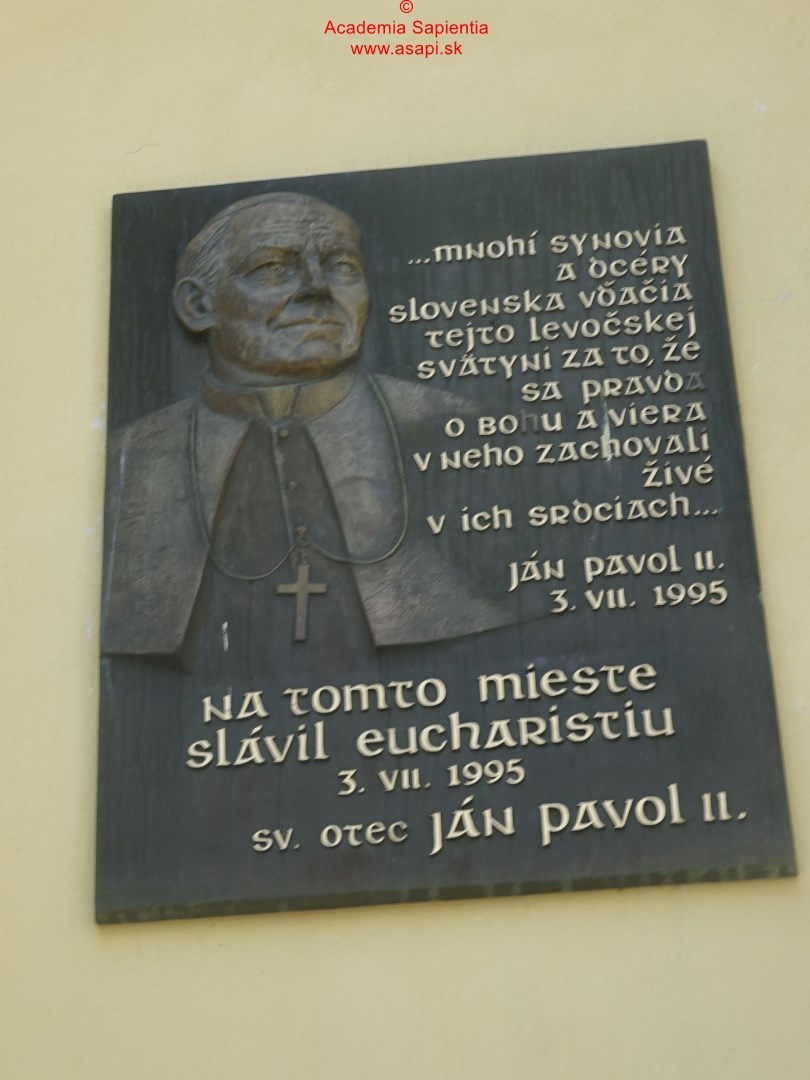 ©
Academia Sapientia
www.asapi.sk
...mnohí synovia
a dcéry
slovenska vďačia
tejto levočskej
svätyni za to, že
sa pravda
o Bohu a viera
v neho zachovali
živé
v ich srdciach...
Ján Pavol II.
3. VII. 1995
Na tomto mieste
slávil eucharistiu
3. VII. 1995
sv. otec Ján Pavol II.